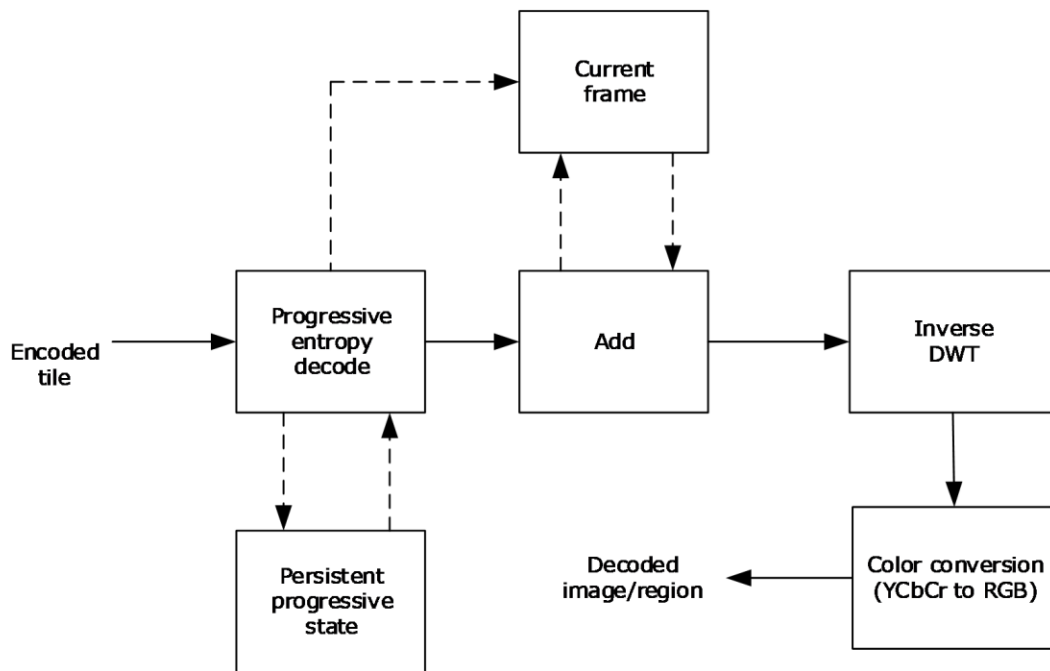 Current
frame
Encoded
tile
Progressive
entropy
decode
Add
Inverse
DWT
Persistent
progressive
state
Decoded
image/region
Color conversion
(YCbCr to RGB)